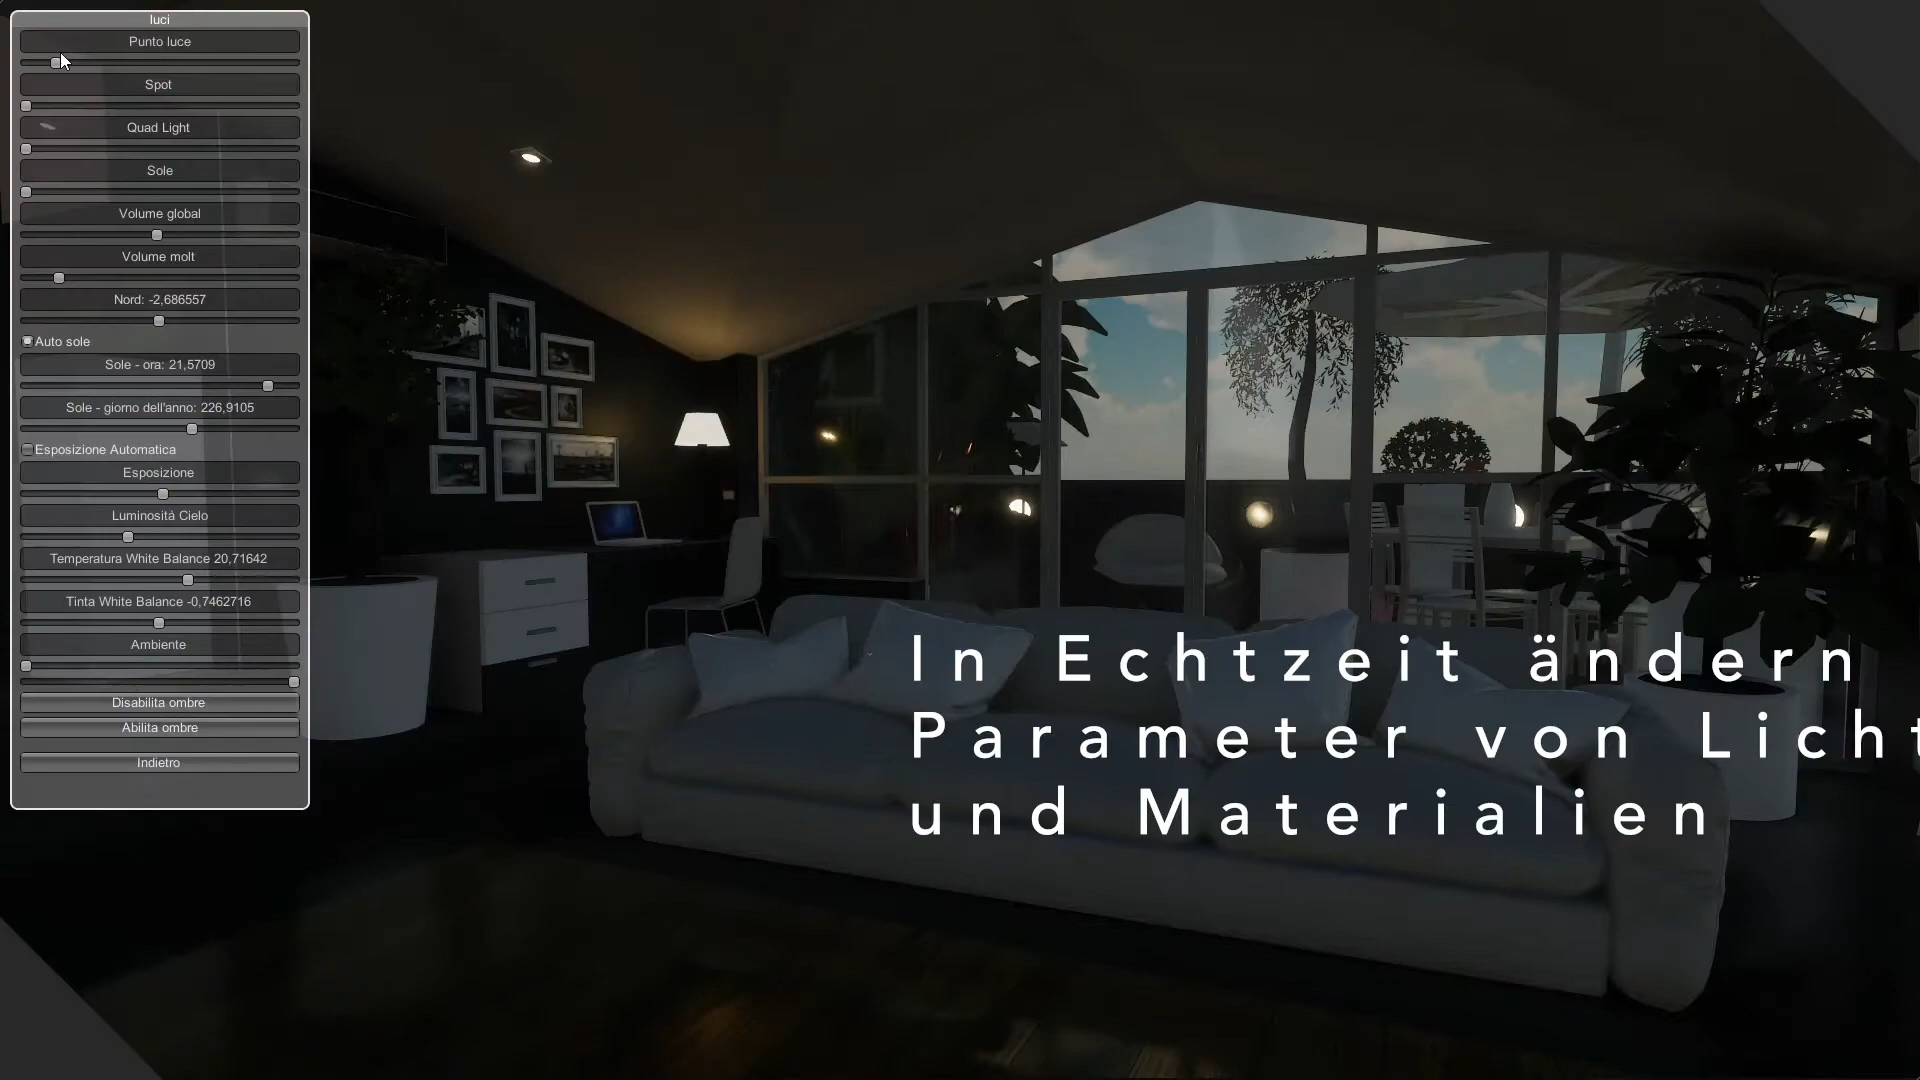 luci
Punto luce
Spot
Quad Light
Sole
Volume global
Volume molt
Nord: -2,686557
Auto sole
Sole - ora: 21,5709
Sole - giorno dell'anno: 226,9105
Esposizione Automatica
Esposizione
Luminosità Cielo
Temperatura White Balance 20,71642
Tinta White Balance -0,7462716
Ambiente
Disabilita ombre
Abilita ombre
Indietro
In Echtzeit ändern
Parameter von Licht
und Materialien